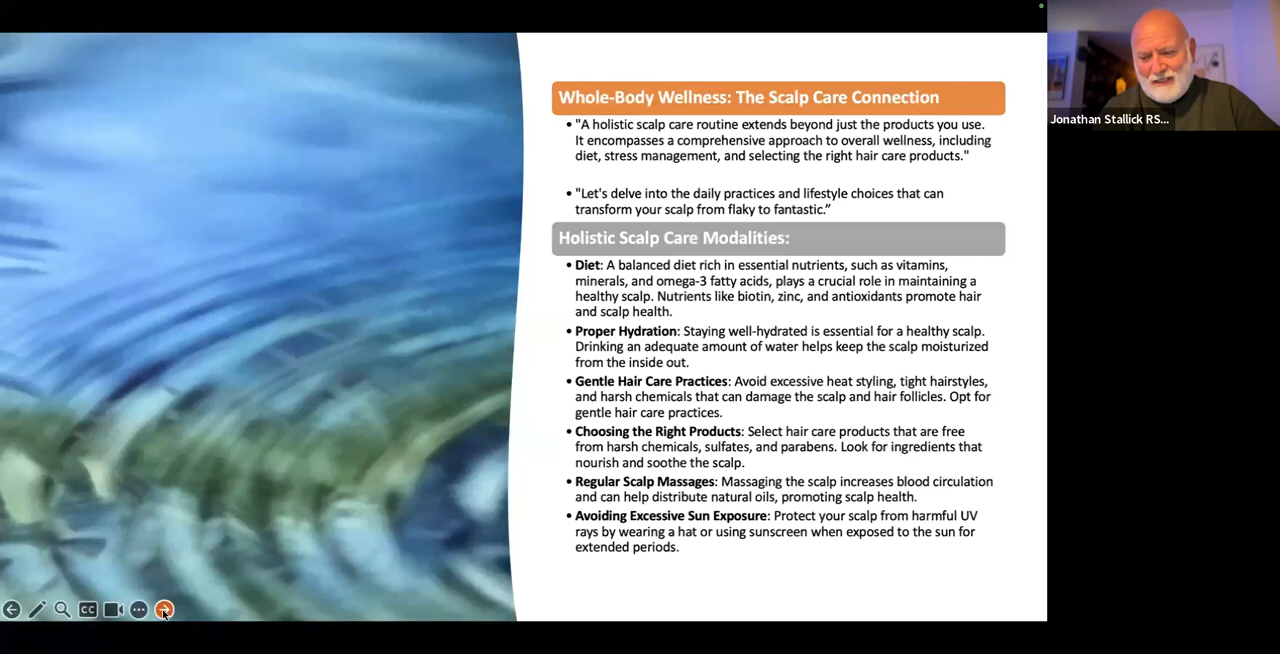 Whole-Body Wellness: The Scalp Care Connection
• "A holistic scalp care routine extends beyond just the products you use.
It encompasses a comprehensive approach to overall wellness, including
diet, stress management, and selecting the right hair care products."
• "Let's delve into the daily practices and lifestyle choices that can
transform your scalp from flaky to fantastic.”
Holistic Scalp Care Modalities:
• Diet: A balanced diet rich in essential nutrients, such as vitamins,
minerals, and omega-3 fatty acids, plays a crucial role in maintaining a
healthy scalp. Nutrients like biotin, zinc, and antioxidants promote hair
and scalp health.
• Proper Hydration: Staying well-hydrated is essential for a healthy scalp.
Drinking an adequate amount of water helps keep the scalp moisturized
from the inside out.
• Gentle Hair Care Practices: Avoid excessive heat styling, tight hairstyles,
and harsh chemicals that can damage the scalp and hair follicles. Opt for
gentle hair care practices.
• Choosing the Right Products: Select hair care products that are free
from harsh chemicals, sulfates, and parabens. Look for ingredients that
nourish and soothe the scalp.
• Regular Scalp Massages: Massaging the scalp increases blood circulation
and can help distribute natural oils, promoting scalp health.
• Avoiding Excessive Sun Exposure: Protect your scalp from harmful UV
rays by wearing a hat or using sunscreen when exposed to the sun for
extended periods.
Jonathan Stallick RS...
CC